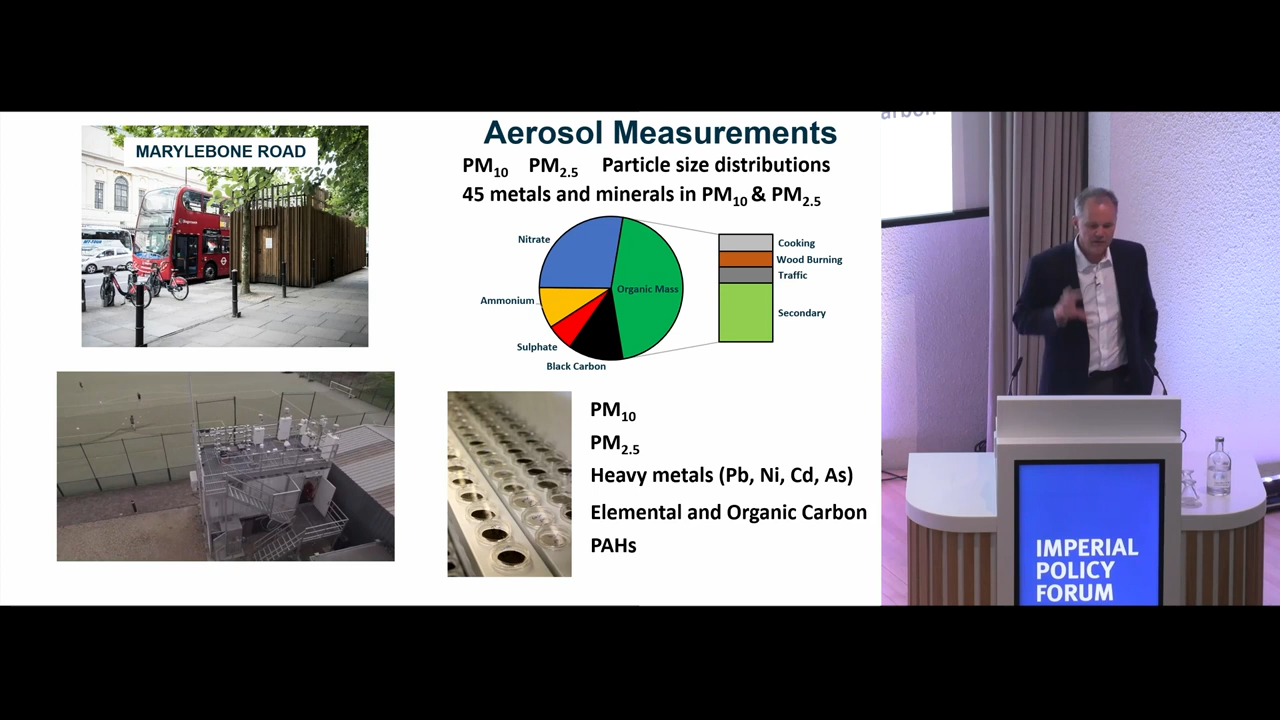 MARYLEBONE ROAD
Aerosol Measurements
PM10 PM2.5 Particle size distributions
45 metals and minerals in PM10 & PM2.5
Nitrate
Ammonium
Sulphate
Black Carbon
Organic Mass
Cooking
Wood Burning
Traffic
Secondary
PM10
PM2.5
Heavy metals (Pb, Ni, Cd, As)
Elemental and Organic Carbon
PAHs
IMPERIAL
POLICY
FORUM